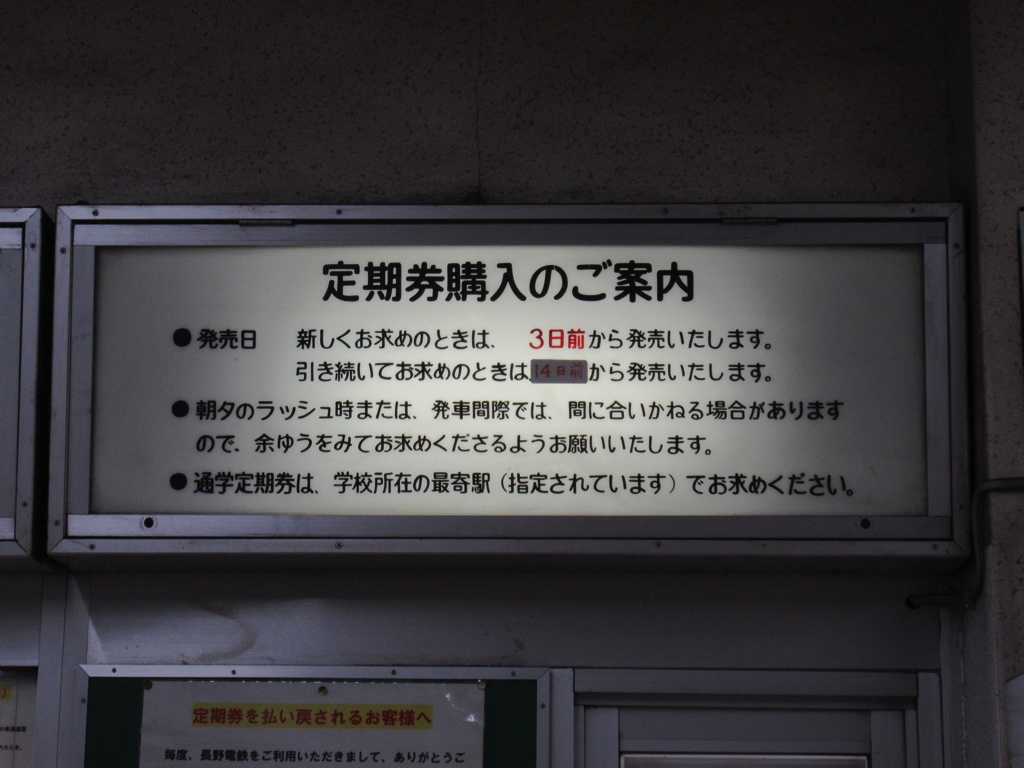 定期券購入のご案内
●発売日 新しくお求めのときは、 3日前から発売いたします。
引き続いてお求めのときは14日前から発売いたします。
●朝夕のラッシュ時または、発車間際では、間に合いかねる場合があります
ので、余ゆうをみてお求めくださるようお願いいたします。
●通学定期券は、学校所在の最寄駅（指定されています）でお求めください。
定期券を払い戻されるお客様へ
毎度、長野電鉄をご利用いただきまして、ありがとうご